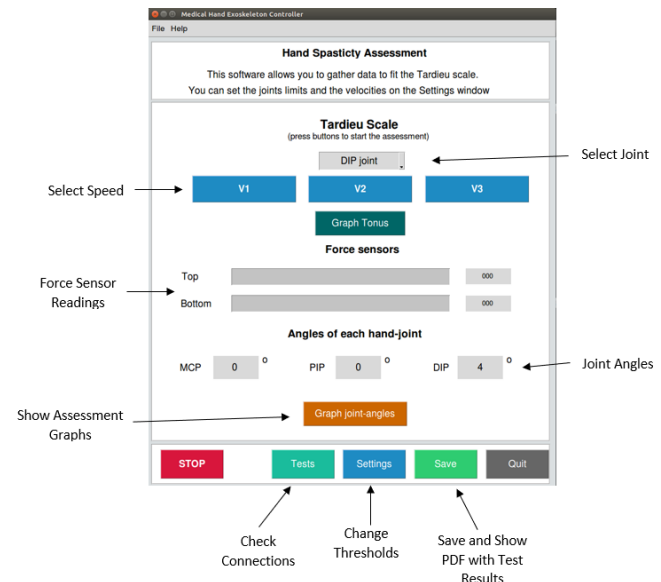 Medical Hand Exoskeleton Controller
File Help
Hand Spasticty Assessment
This software allows you to gather data to fit the Tardieu scale.
You can set the joints limits and the velocities on the Settings window
Tardieu Scale
(press buttons to start the assessment)
DIP joint
Select Joint
Select Speed
V1 V2 V3
Graph Tonus
Force sensors
Force Sensor
Readings
Top 000
Bottom 000
Angles of each hand-joint
MCP 0 o PIP 0 o DIP 4 o
Joint Angles
Show Assessment
Graphs
Graph joint-angles
STOP Tests Settings Save Quit
Check
Connections
Change
Thresholds
Save and Show
PDF with Test
Results